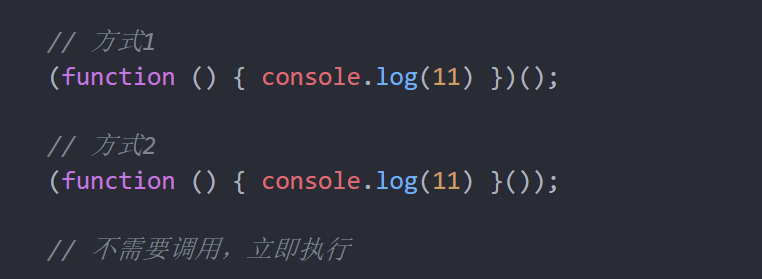 // 方式1
(function () { console.log(11) })();
// 方式2
(function () { console.log(11) }());
// 不需要调用，立即执行